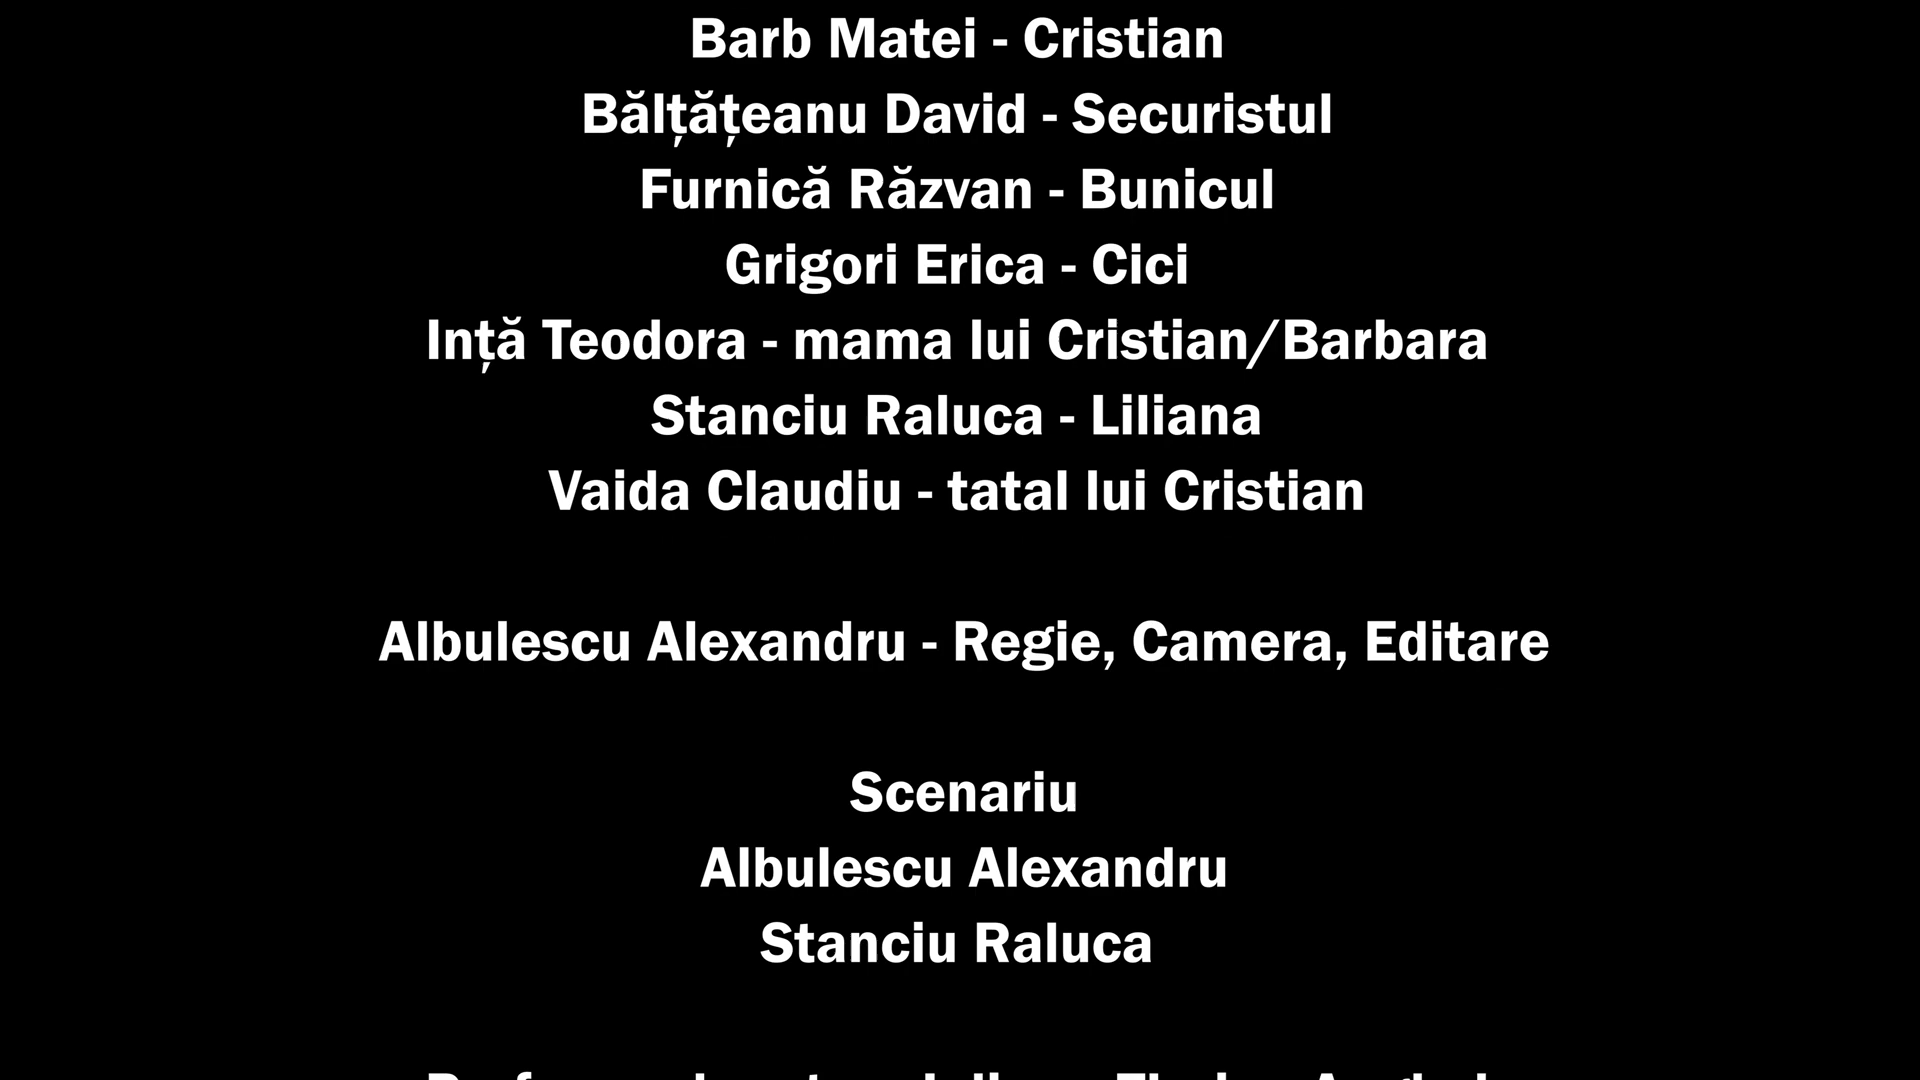 Barb Matei - Cristian
Bălțățeanu David - Securistul
Furnică Răzvan - Bunicul
Grigori Erica - Cici
Ință Teodora - mama lui Cristian/Barbara
Stanciu Raluca - Liliana
Vaida Claudiu - tatal lui Cristian
Albulescu Alexandru - Regie, Camera, Editare
Scenariu
Albulescu Alexandru
Stanciu Raluca